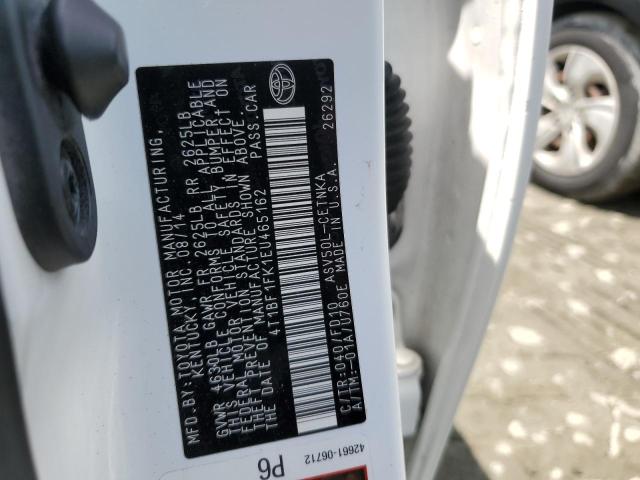 MFD.BY:TOYOTA MOTOR MANUFACTURING,
KENTUCKY, INC. 08/14
GVWR 4630LB GAWR FR 2625LB RR 2625LB
THIS VEHICLE CONFORMS TO ALL APPLICABLE
FEDERAL MOTOR VEHICLE SAFETY, BUMPER AND
THEFT PREVENTION STANDARDS IN EFFECT ON
THE DATE OF MANUFACTURE SHOWN ABOVE.
4T1BF1FK1EU465162 PASS.CAR
C/TR:040/FD10 ASV50L-CETNKA
A/TM:-01A/U760E MADE IN U.S.A. 26292
42661-06712
P6